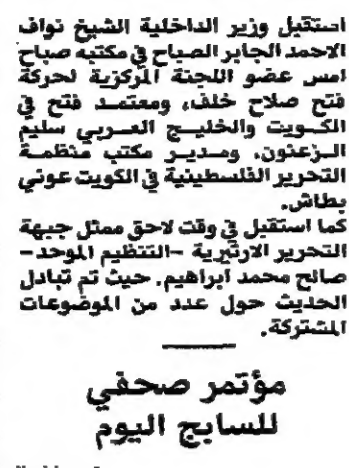 استقبل وزير الداخلية الشيخ نواف
الاحمد الجابر الصباح في مكتبه صباح
امس عضو اللجنة المركزية لحركة
فتح صلاح خلف، ومعتمد فتح في
الكويت والخليج العربي سليم
الزعنون، ومدير مكتب منظمة
التحرير الفلسطينية في الكويت عوني
بطاش.
كما استقبل في وقت لاحق ممثل جبهة
التحرير الارتيرية -التنظيم الموحد-
صالح محمد ابراهيم، حيث تم تبادل
الحديث حول عدد من الموضوعات
المشتركة.
مؤتمر صحفي
للسايج اليوم